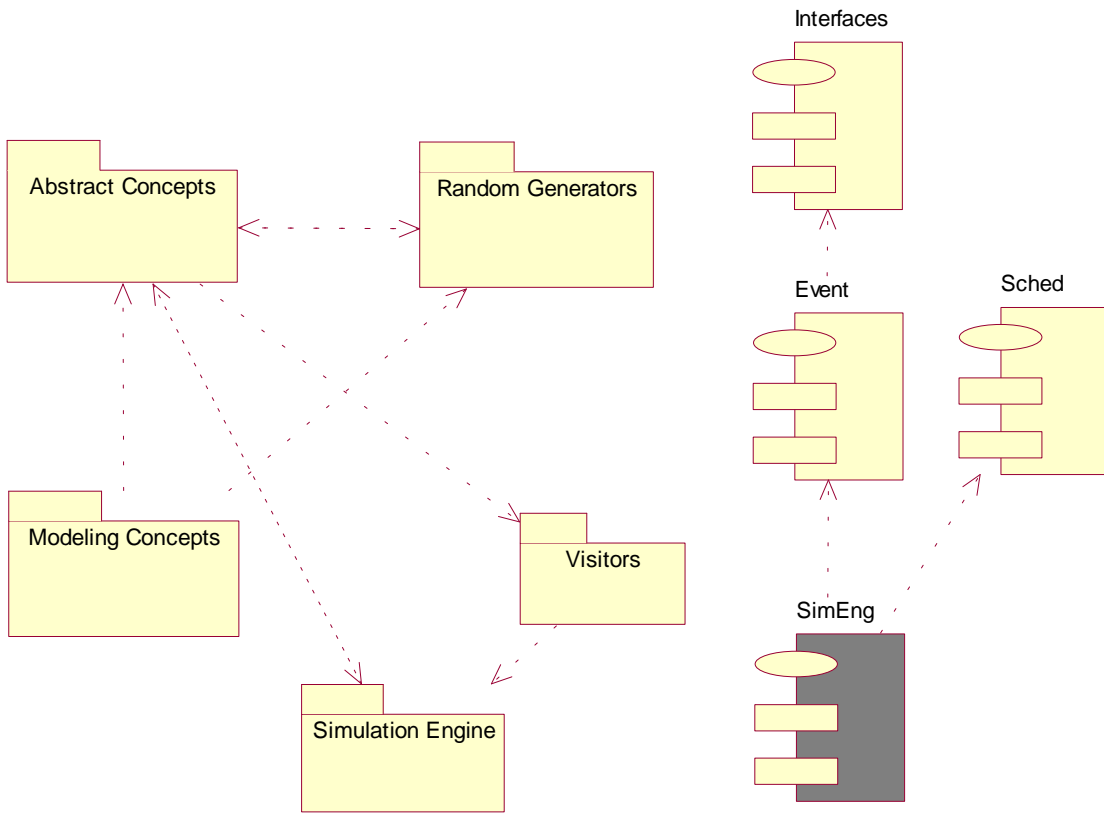 Interfaces
Abstract Concepts
Random Generators
Event
Sched
Modeling Concepts
Visitors
SimEng
Simulation Engine